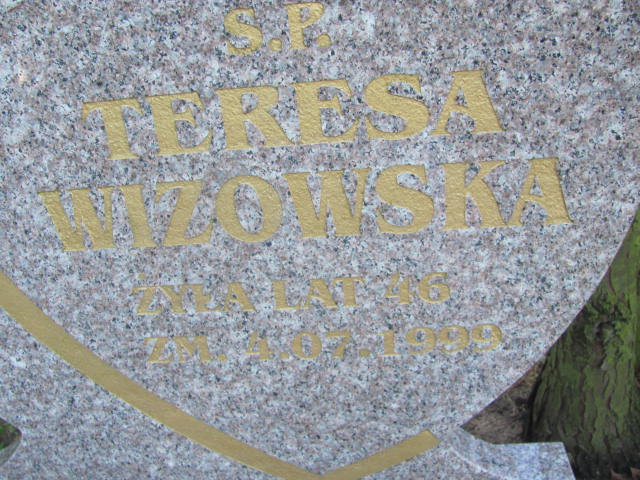 Ś.P.
TERESA
WIZOWSKA
ŻYŁA LAT 46
ZM. 4.07.1999